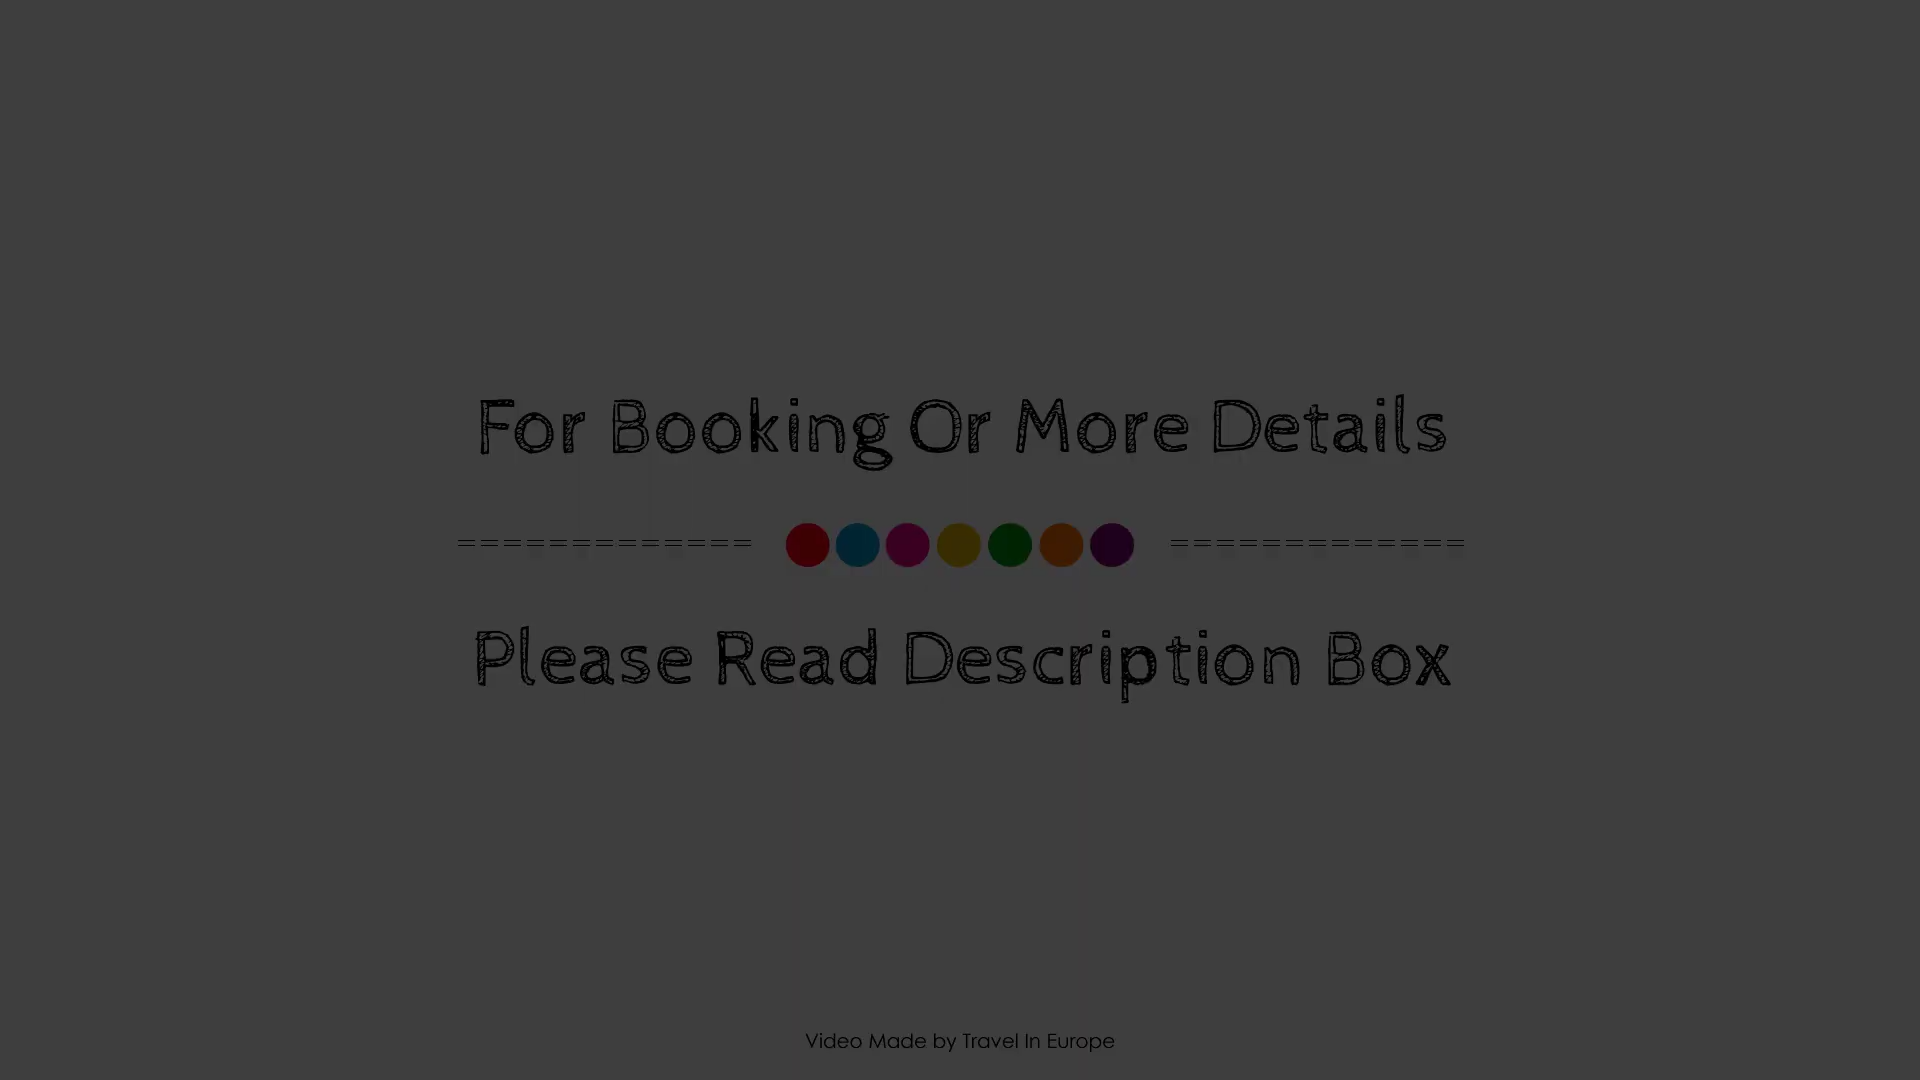 For Booking Or More Details
============= =============
Please Read Description Box
Video Made by Travel In Europe